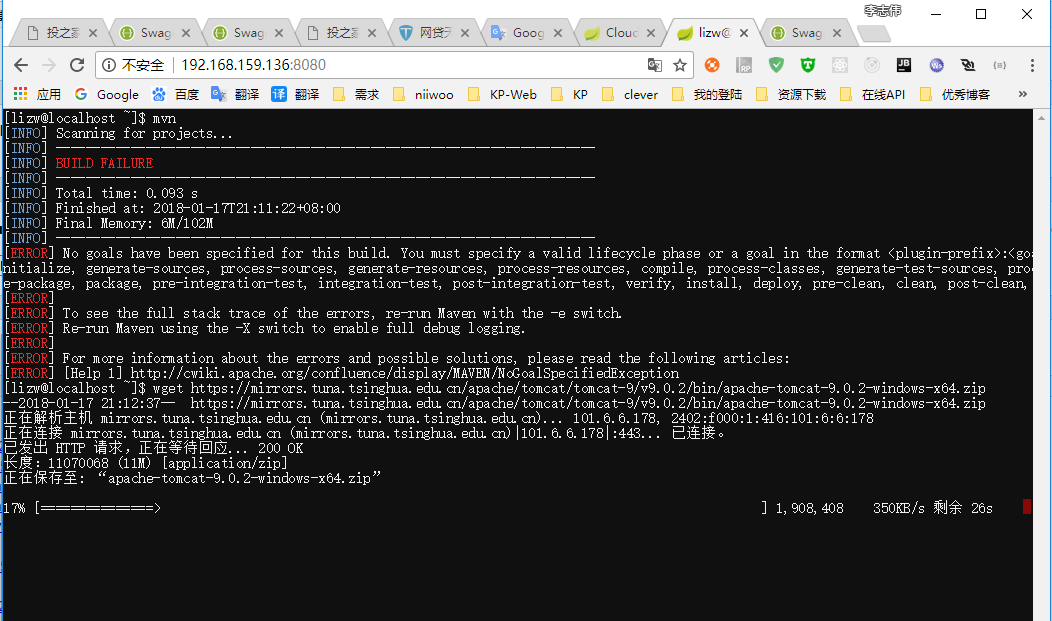 李志伟
投之家
Swag
Swag
投之家
网贷天
Goog
Cloud
lizw@
Swag
不安全 192.168.159.136:8080
应用 Google 百度 翻译 翻译 需求 niiwoo KP-Web KP clever 我的登陆 资源下载 在线API 优秀博客 »
[lizw@localhost ~]$ mvn
[INFO] Scanning for projects...
[INFO] ------------------------------------------------------------------------
[INFO] BUILD FAILURE
[INFO] ------------------------------------------------------------------------
[INFO] Total time: 0.093 s
[INFO] Finished at: 2018-01-17T21:11:22+08:00
[INFO] Final Memory: 6M/102M
[INFO] ------------------------------------------------------------------------
[ERROR] No goals have been specified for this build. You must specify a valid lifecycle phase or a goal in the format <plugin-prefix>:<goa
nitialize, generate-sources, process-sources, generate-resources, process-resources, compile, process-classes, generate-test-sources, pro
e-package, package, pre-integration-test, integration-test, post-integration-test, verify, install, deploy, pre-clean, clean, post-clean,
[ERROR]
[ERROR] To see the full stack trace of the errors, re-run Maven with the -e switch.
[ERROR] Re-run Maven using the -X switch to enable full debug logging.
[ERROR]
[ERROR] For more information about the errors and possible solutions, please read the following articles:
[ERROR] [Help 1] http://cwiki.apache.org/confluence/display/MAVEN/NoGoalSpecifiedException
[lizw@localhost ~]$ wget https://mirrors.tuna.tsinghua.edu.cn/apache/tomcat/tomcat-9/v9.0.2/bin/apache-tomcat-9.0.2-windows-x64.zip
--2018-01-17 21:12:37--  https://mirrors.tuna.tsinghua.edu.cn/apache/tomcat/tomcat-9/v9.0.2/bin/apache-tomcat-9.0.2-windows-x64.zip
正在解析主机 mirrors.tuna.tsinghua.edu.cn (mirrors.tuna.tsinghua.edu.cn)... 101.6.6.178, 2402:f000:1:416:101:6:6:178
正在连接 mirrors.tuna.tsinghua.edu.cn (mirrors.tuna.tsinghua.edu.cn)|101.6.6.178|:443... 已连接。
已发出 HTTP 请求，正在等待回应... 200 OK
长度：11070068 (11M) [application/zip]
正在保存至: “apache-tomcat-9.0.2-windows-x64.zip”
17% [==============> ] 1,908,408 350KB/s 剩余 26s